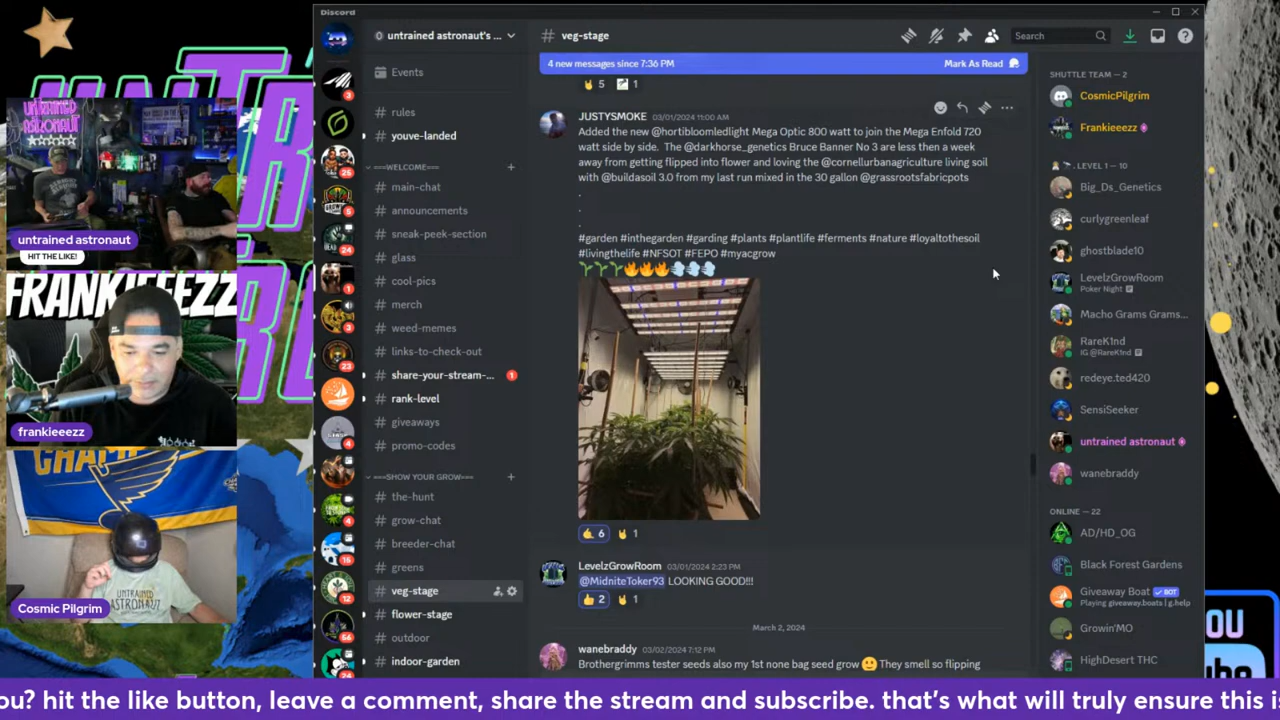 Discord
untrained astronaut's ...
Events
rules
youve-landed
===WELCOME===
main-chat
announcements
sneak-peek-section
glass
cool-pics
merch
weed-memes
links-to-check-out
share-your-stream-...
1
rank-level
giveaways
promo-codes
===SHOW YOUR GROW===
the-hunt
grow-chat
breeder-chat
greens
veg-stage
flower-stage
outdoor
indoor-garden
# veg-stage
Search
4 new messages since 7:36 PM
Mark As Read
5 1
JUSTYSMOKE 03/01/2024 11:00 AM
Added the new @hortibloomledlight Mega Optic 800 watt to join the Mega Enfold 720
watt side by side. The @darkhorse_genetics Bruce Banner No 3 are less then a week
away from getting flipped into flower and loving the @cornellurbanagriculture living soil
with @buildasoil 3.0 from my last run mixed in the 30 gallon @grassrootsfabricpots
.
.
.
#garden #inthegarden #garding #plants #plantlife #ferments #nature #loyaltothesoil
#livingthelife #NFSOT #FEPO #myacgrow
6 1
LevelzGrowRoom 03/01/2024 2:23 PM
@MidniteToker93 LOOKING GOOD!!!
2 1
March 2, 2024
wanebraddy 03/02/2024 7:12 PM
Brothergrimms tester seeds also my 1st none bag seed grow They smell so flipping
SHUTTLE TEAM — 2
CosmicPilgrim
Frankieeezz
LEVEL 1 — 10
Big_Ds_Genetics
curlygreenleaf
ghostblade10
LevelzGrowRoom
Poker Night
Macho Grams Grams...
RareK1nd
IG @RareK1nd
redeye.ted420
SensiSeeker
untrained astronaut
wanebraddy
ONLINE — 22
AD/HD_OG
Black Forest Gardens
Giveaway Boat BOT
Playing giveaway.boats | g.help
Growin'MO
HighDesert THC
UNTRAINED
ASTRONAUT
untrained astronaut
HIT THE LIKE!
FRANKIEEEZZ
frankieeezz
UNTRAINED
ASTRONAUT
Cosmic Pilgrim
OU
ou? hit the like button, leave a comment, share the stream and subscribe. that's what will truly ensure this is